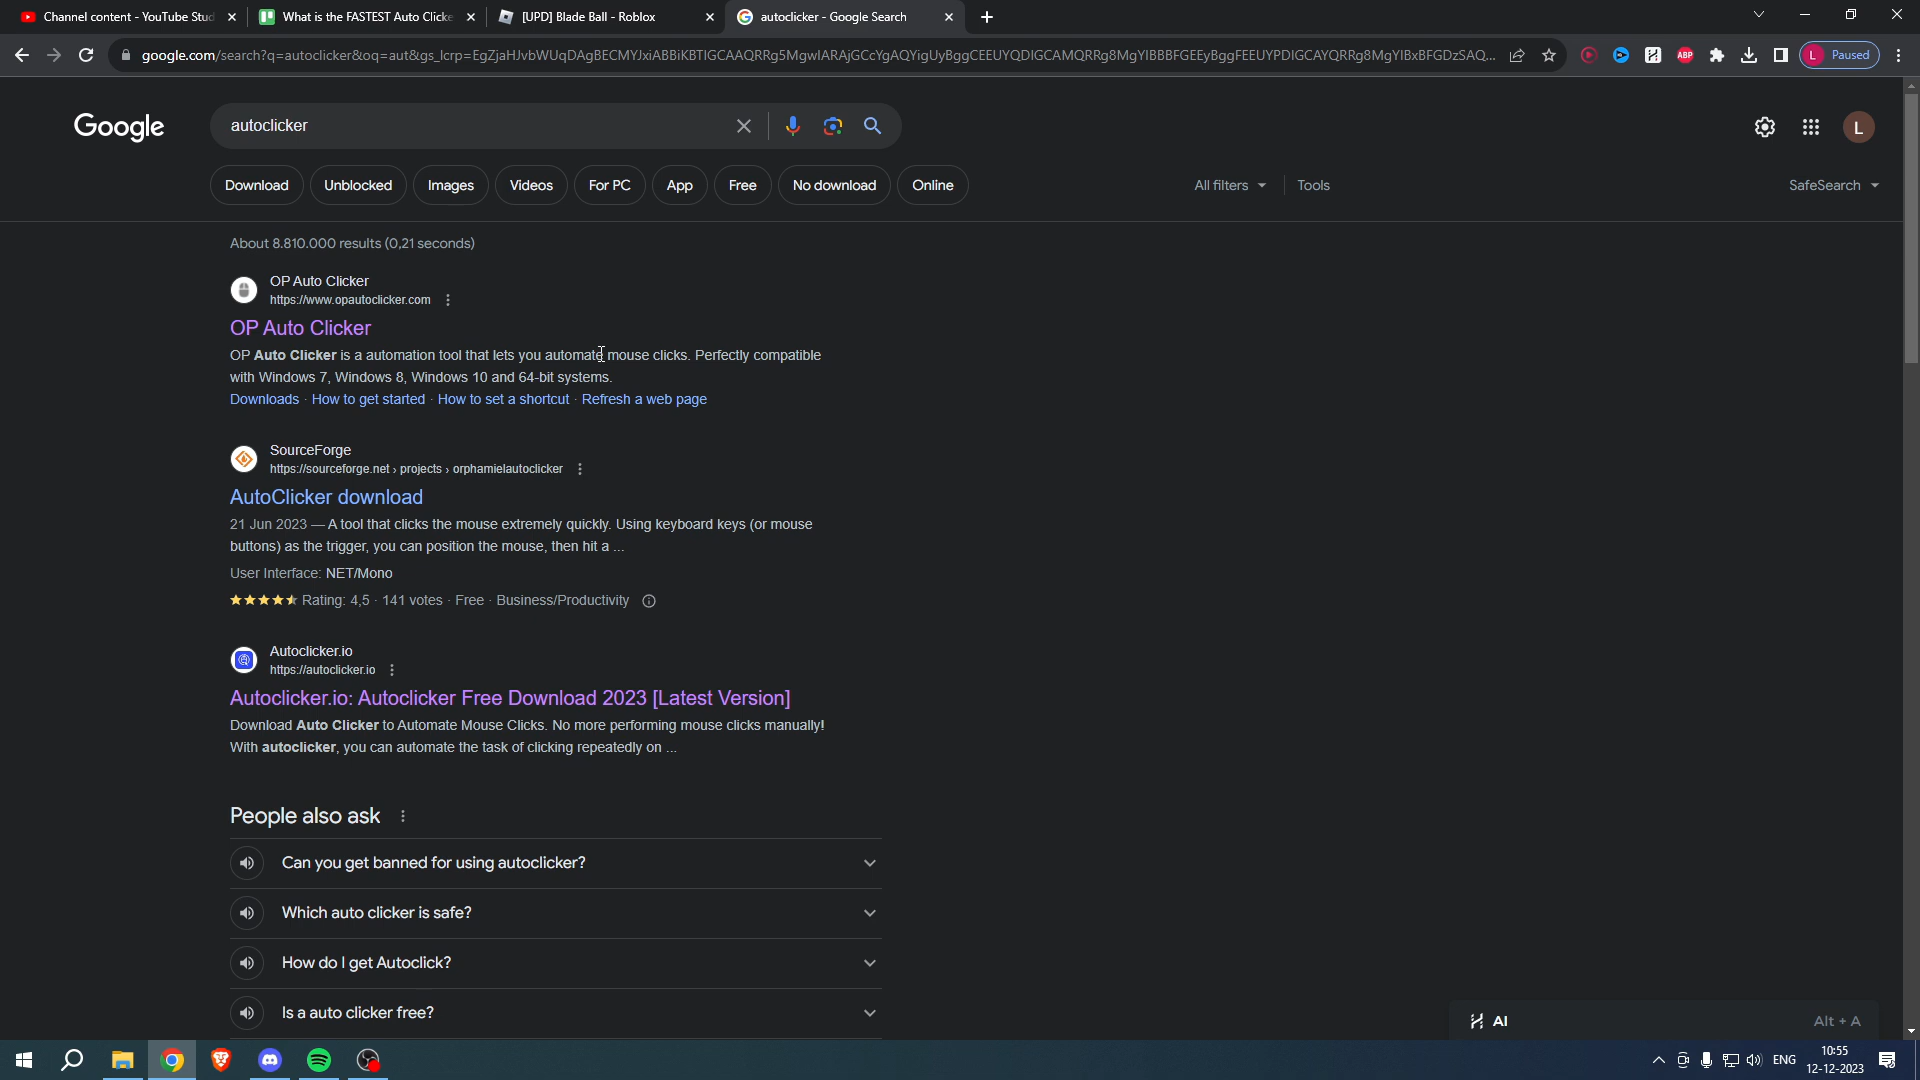 Channel content - YouTube Stud
What is the FASTEST Auto Clicke
[UPD] Blade Ball - Roblox
autoclicker - Google Search
google.com/search?q=autoclicker&oq=aut&gs_lcrp=
ABP
L Paused
Google
autoclicker
L
Download
Unblocked
Images
Videos
For PC
App
Free
No download
Online
All filters
Tools
SafeSearch
About 8.810.000 results (0,21 seconds)
OP Auto Clicker
https://www.opautoclicker.com
OP Auto Clicker
OP Auto Clicker is a automation tool that lets you automate mouse clicks. Perfectly compatible
with Windows 7, Windows 8, Windows 10 and 64-bit systems.
Downloads · How to get started · How to set a shortcut · Refresh a web page
SourceForge
https://sourceforge.net › projects › orphamielautoclicker
AutoClicker download
21 Jun 2023 — A tool that clicks the mouse extremely quickly. Using keyboard keys (or mouse
buttons) as the trigger, you can position the mouse, then hit a ...
User Interface: NET/Mono
Rating: 4,5 · 141 votes · Free · Business/Productivity
Autoclicker.io
https://autoclicker.io
Autoclicker.io: Autoclicker Free Download 2023 [Latest Version]
Download Auto Clicker to Automate Mouse Clicks. No more performing mouse clicks manually!
With autoclicker, you can automate the task of clicking repeatedly on ...
People also ask
Can you get banned for using autoclicker?
Which auto clicker is safe?
How do I get Autoclick?
Is a auto clicker free?
AI
Alt + A
ENG
10:55
12-12-2023